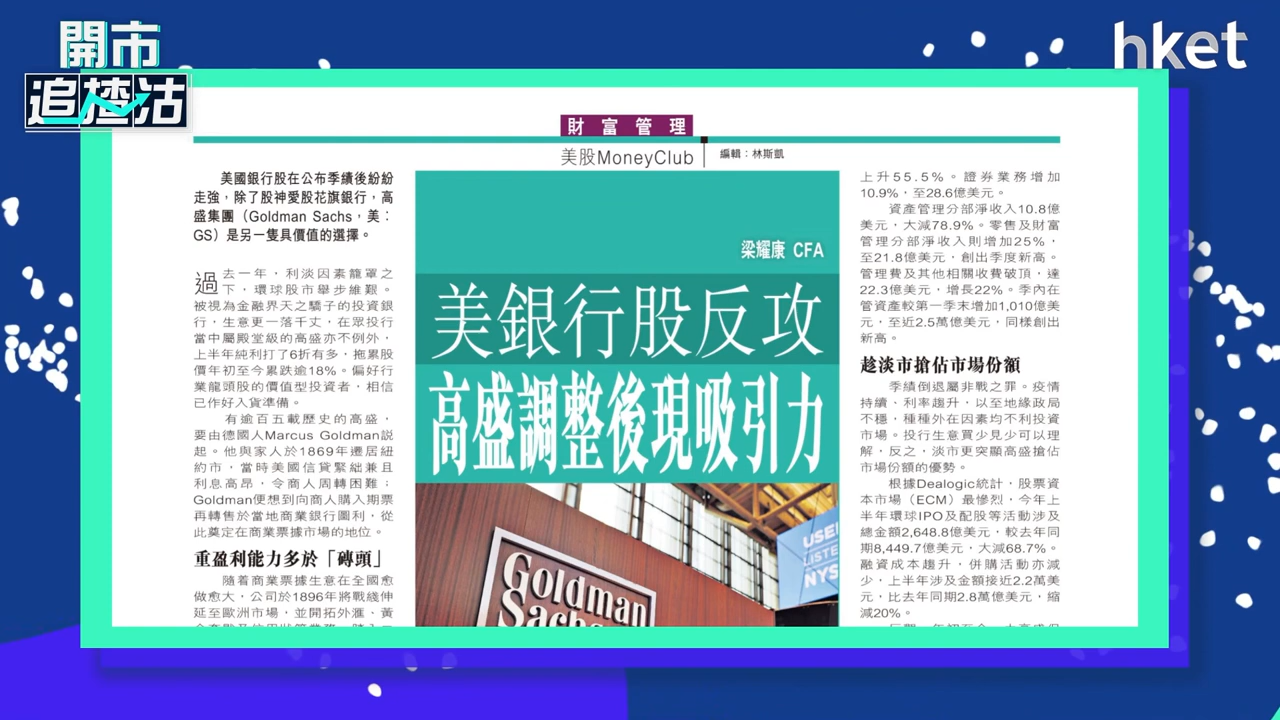 開市
追揸沽
hket
財富管理
美股MoneyClub
編輯：林斯凱
美國銀行股在公布季績後紛紛
走強，除了股神愛股花旗銀行，高
盛集團（Goldman Sachs，美：
GS）是另一隻具價值的選擇。
過去一年，利淡因素籠罩之
下，環球股市舉步維艱。
被視為金融界天之驕子的投資銀
行，生意更一落千丈，在眾投行
當中屬殿堂級的高盛亦不例外，
上半年純利打了6折有多，拖累股
價年初至今累跌逾18%。偏好行
業龍頭股的價值型投資者，相信
已作好入貨準備。
有逾百五載歷史的高盛，
要由德國人Marcus Goldman説
起。他與家人於1869年遷居紐
約市，當時美國信貸緊絀兼且
利息高昂，令商人周轉困難；
Goldman便想到向商人購入期票
再轉售於當地商業銀行圖利，從
此奠定在商業票據市場的地位。
重盈利能力多於「磚頭」
隨着商業票據生意在全國愈
做愈大，公司於1896年將戰綫伸
延至歐洲市場，並開拓外滙、黃
梁耀康 CFA
美銀行股反攻
高盛調整後現吸引力
Goldman
Sachs
USE
LISTE
NYS
上升55.5%。證券業務增加
10.9%，至28.6億美元。
資產管理分部淨收入10.8億
美元，大減78.9%。零售及財富
管理分部淨收入則增加25%，
至21.8億美元，創出季度新高。
管理費及其他相關收費破頂，達
22.3億美元，增長22%。季內在
管資產較第一季末增加1,010億美
元，至近2.5萬億美元，同樣創出
新高。
趁淡市搶佔市場份額
季績倒退屬非戰之罪。疫情
持續、利率趨升，以至地緣政局
不穩，種種外在因素均不利投資
市場。投行生意買少見少可以理
解，反之，淡市更突顯高盛搶佔
市場份額的優勢。
根據Dealogic統計，股票資
本市場（ECM）最慘烈，今年上
半年環球IPO及配股等活動涉及
總金額2,648.8億美元，較去年同
期8,449.7億美元，大減68.7%。
融資成本趨升，併購活動亦減
少，上半年涉及金額接近2.2萬美
元，比去年同期2.8萬億美元，縮
減20%。